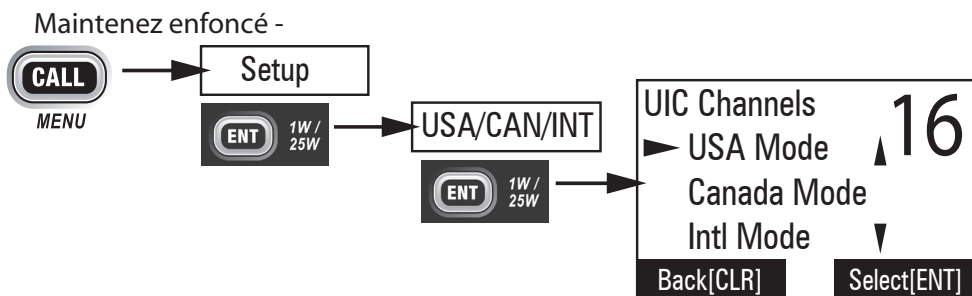 Maintenez enfoncé -
CALL
MENU
Setup
ENT 1W /
25W
USA/CAN/INT
ENT 1W /
25W
UIC Channels 16
USA Mode
Canada Mode
Intl Mode
Back[CLR] Select[ENT]